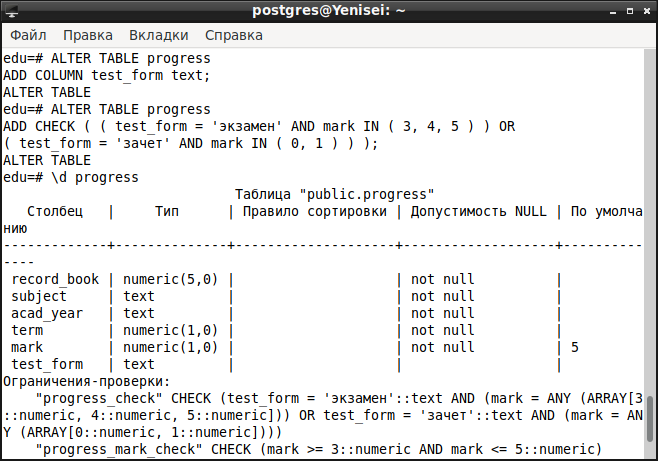 postgres@Yenisei: ~
Файл Правка Вкладки Справка
edu=# ALTER TABLE progress
ADD COLUMN test_form text;
ALTER TABLE
edu=# ALTER TABLE progress
ADD CHECK ( ( test_form = 'экзамен' AND mark IN ( 3, 4, 5 ) ) OR
( test_form = 'зачет' AND mark IN ( 0, 1 ) ) );
ALTER TABLE
edu=# \d progress
                             Таблица "public.progress"
   Столбец   |     Тип      | Правило сортировки | Допустимость NULL | По умолча
нию
-------------+--------------+--------------------+-------------------+----------
----
 record_book | numeric(5,0) |                    | not null          |
 subject     | text         |                    | not null          |
 acad_year   | text         |                    | not null          |
 term        | numeric(1,0) |                    | not null          |
 mark        | numeric(1,0) |                    | not null          | 5
 test_form   | text         |                    |                   |
Ограничения-проверки:
    "progress_check" CHECK (test_form = 'экзамен'::text AND (mark = ANY (ARRAY[3
::numeric, 4::numeric, 5::numeric])) OR test_form = 'зачет'::text AND (mark = AN
Y (ARRAY[0::numeric, 1::numeric])))
    "progress_mark_check" CHECK (mark >= 3::numeric AND mark <= 5::numeric)